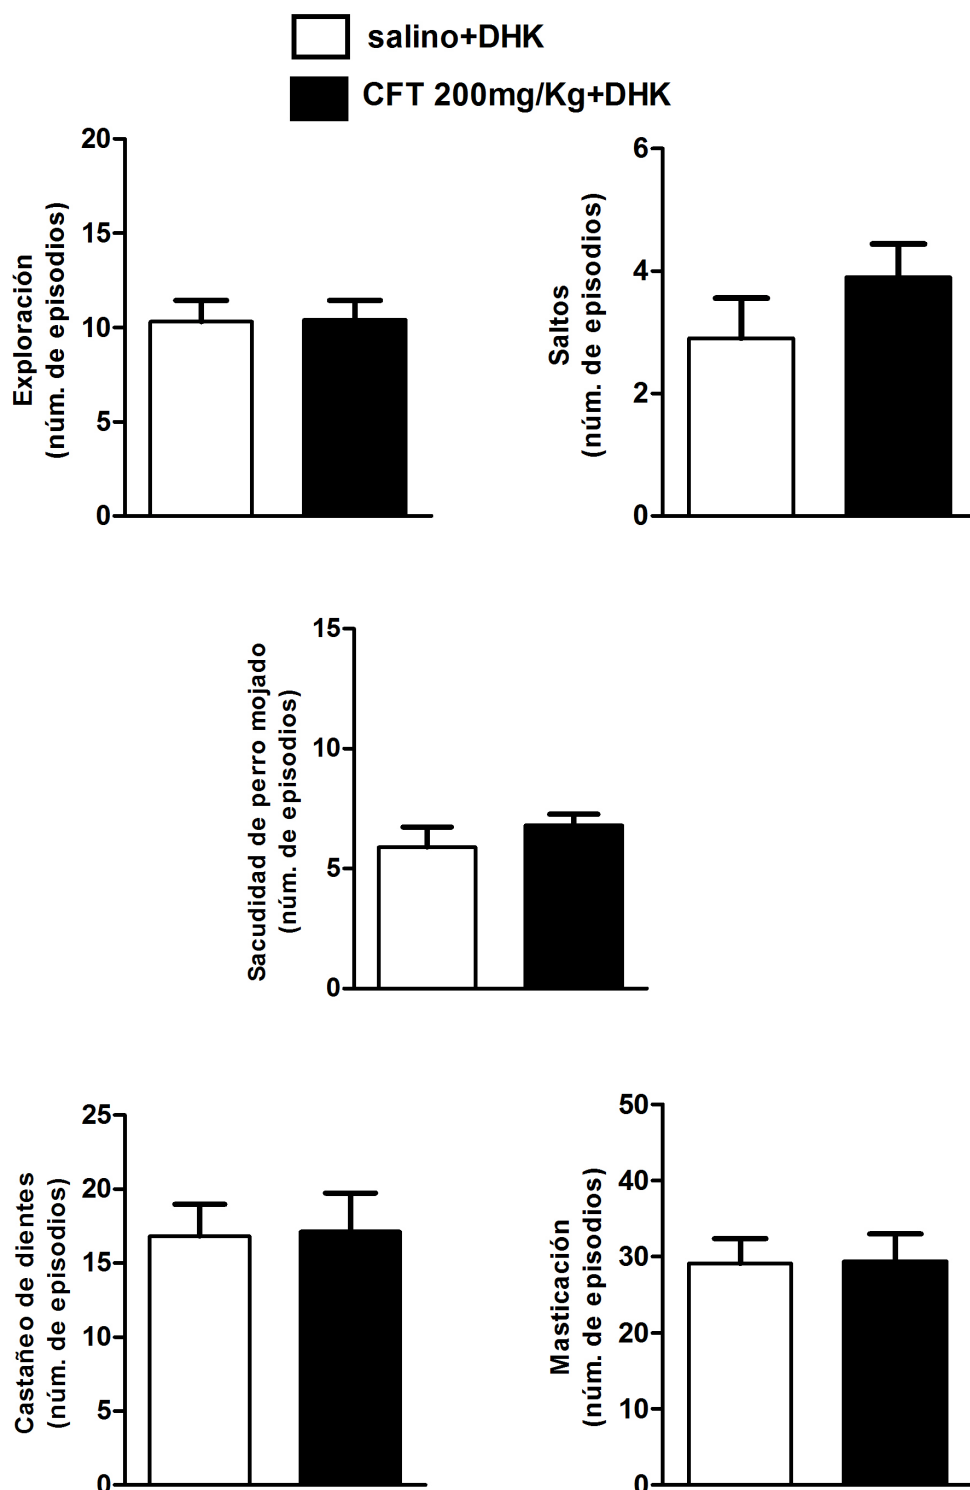 salino+DHK
CFT 200mg/Kg+DHK
Exploración
(núm. de episodios)
20
15
10
5
0
Saltos
(núm. de episodios)
6
4
2
0
Sacudidad de perro mojado
(núm. de episodios)
15
10
5
0
Castañeo de dientes
(núm. de episodios)
25
20
15
10
5
0
Masticación
(núm. de episodios)
50
40
30
20
10
0